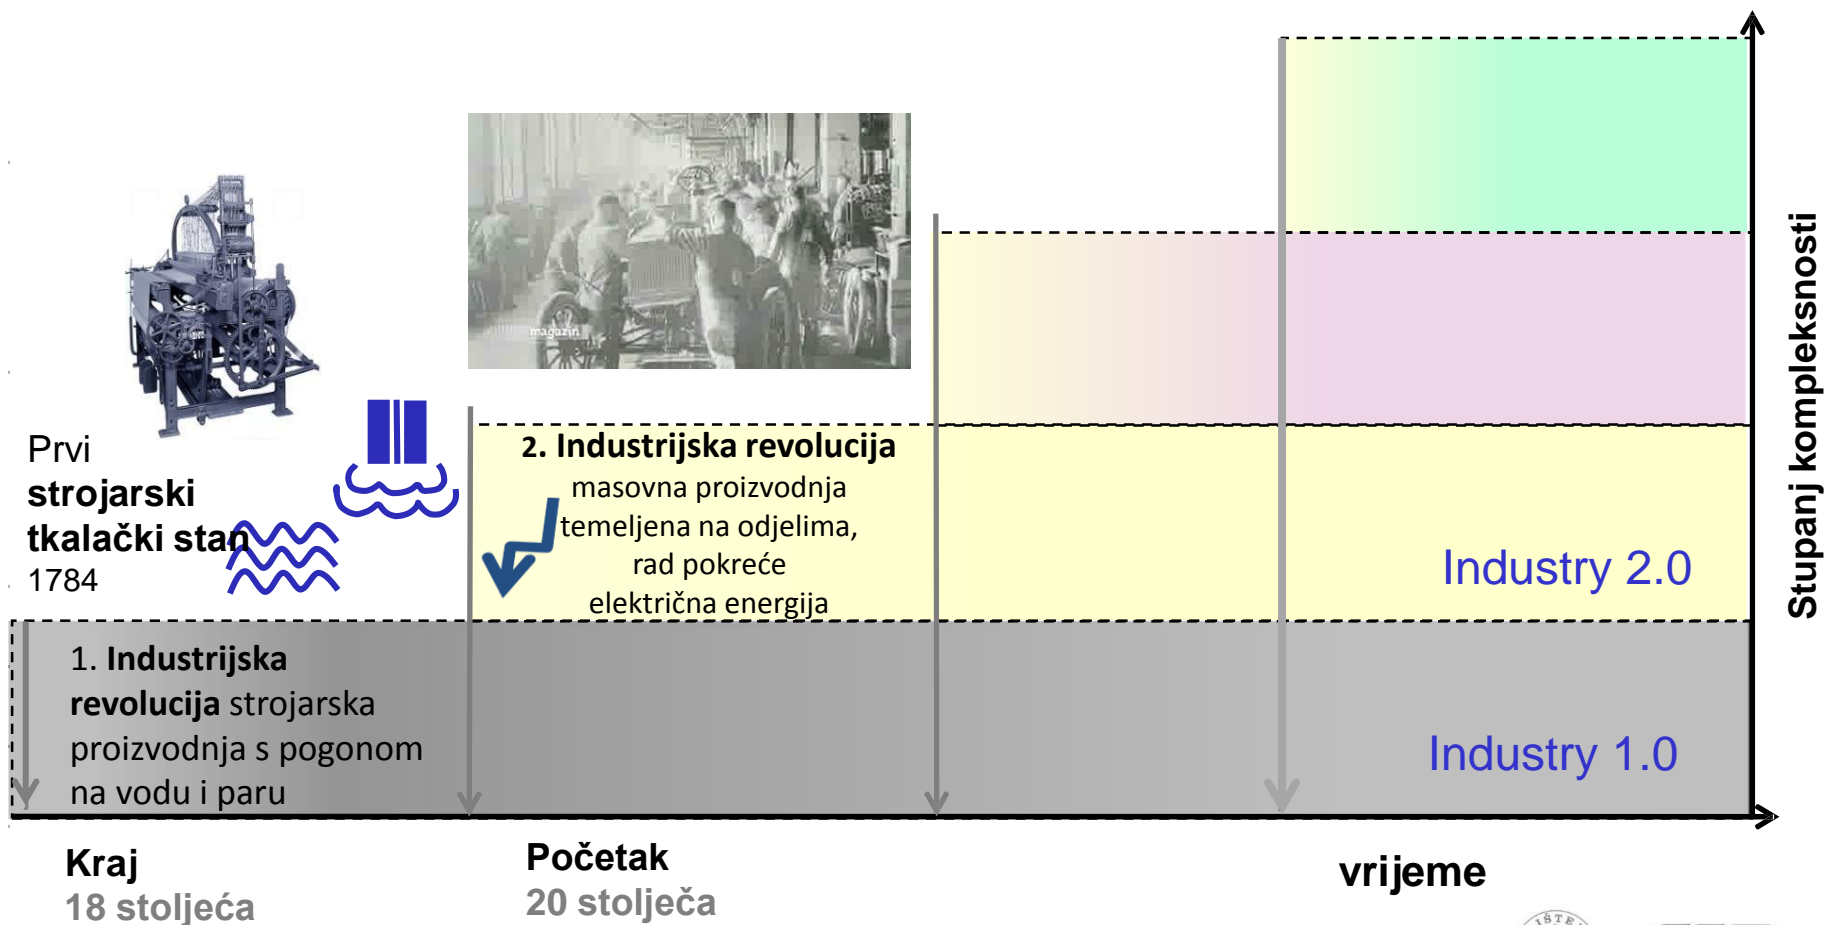 magazin
Prvi
strojarski
tkalački stan
1784
2. Industrijska revolucija
masovna proizvodnja
temeljena na odjelima,
rad pokreće
električna energija
Industry 2.0
1. Industrijska
revolucija strojarska
proizvodnja s pogonom
na vodu i paru
Industry 1.0
Stupanj kompleksnosti
Kraj
18 stoljeća
Početak
20 stolječa
vrijeme